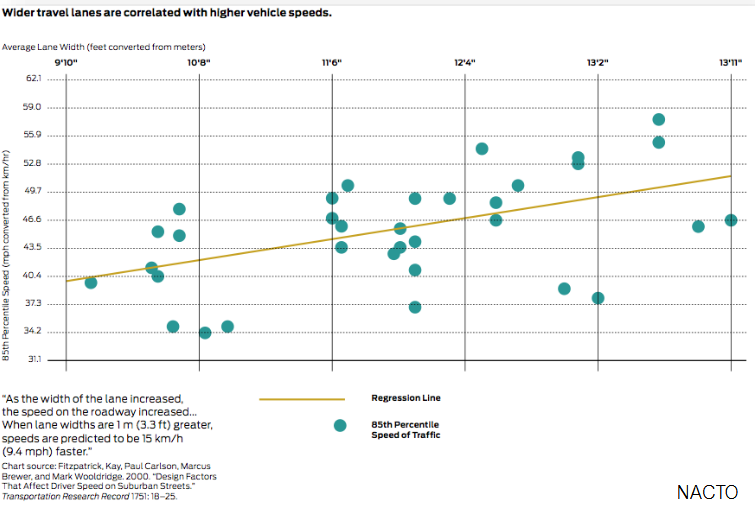 Wider travel lanes are correlated with higher vehicle speeds.
Average Lane Width (feet converted from meters)
9'10" 10'8" 11'6" 12'4" 13'2" 13'11"
62.1
59.0
55.9
52.8
49.7
46.6
43.5
40.4
37.3
34.2
31.1
85th Percentile Speed (mph converted from km/hr)
"As the width of the lane increased,
the speed on the roadway increased...
When lane widths are 1 m (3.3 ft) greater,
speeds are predicted to be 15 km/h
(9.4 mph) faster."
Chart source: Fitzpatrick, Kay, Paul Carlson, Marcus
Brewer, and Mark Wooldridge. 2000. "Design Factors
That Affect Driver Speed on Suburban Streets."
Transportation Research Record 1751: 18–25.
Regression Line
85th Percentile
Speed of Traffic
NACTO